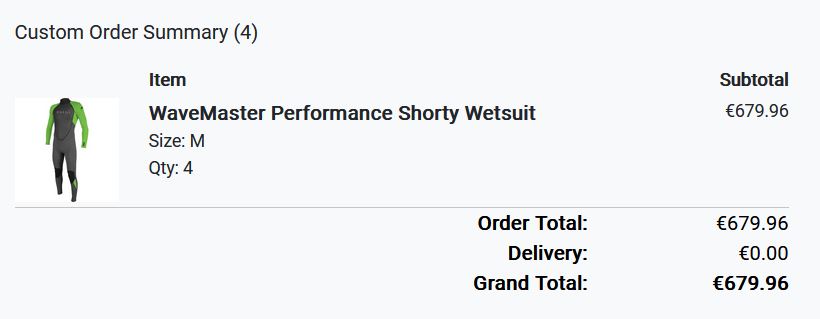 Custom Order Summary (4)
Item Subtotal
WaveMaster Performance Shorty Wetsuit €679.96
Size: M
Qty: 4
Order Total: €679.96
Delivery: €0.00
Grand Total: €679.96